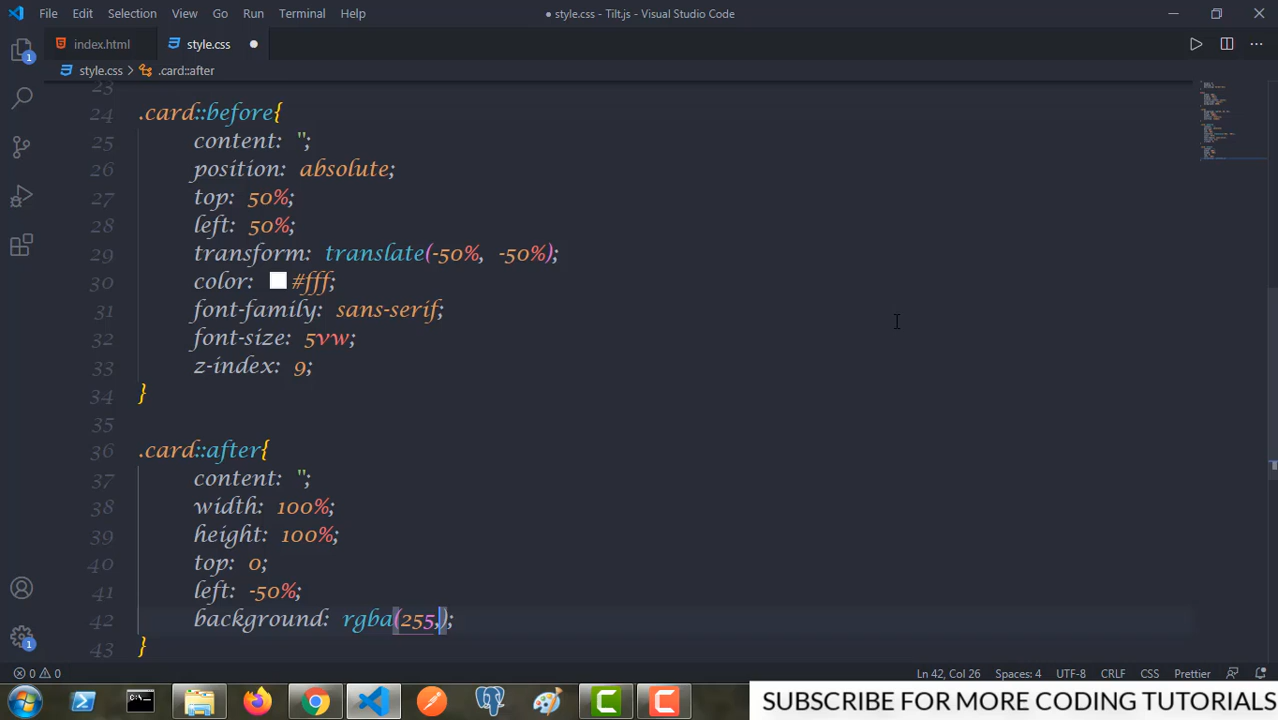 File Edit Selection View Go Run Terminal Help
● style.css - Tilt.js - Visual Studio Code
index.html
style.css ●
style.css > .card::after
24 .card::before{
25 content: '';
26 position: absolute;
27 top: 50%;
28 left: 50%;
29 transform: translate(-50%, -50%);
30 color: #fff;
31 font-family: sans-serif;
32 font-size: 5vw;
33 z-index: 9;
34 }
35
36 .card::after{
37 content: '';
38 width: 100%;
39 height: 100%;
40 top: 0;
41 left: -50%;
42 background: rgba(255,);
43 }
1
1
0 0
Ln 42, Col 26 Spaces: 4 UTF-8 CRLF CSS Prettier
SUBSCRIBE FOR MORE CODING TUTORIALS